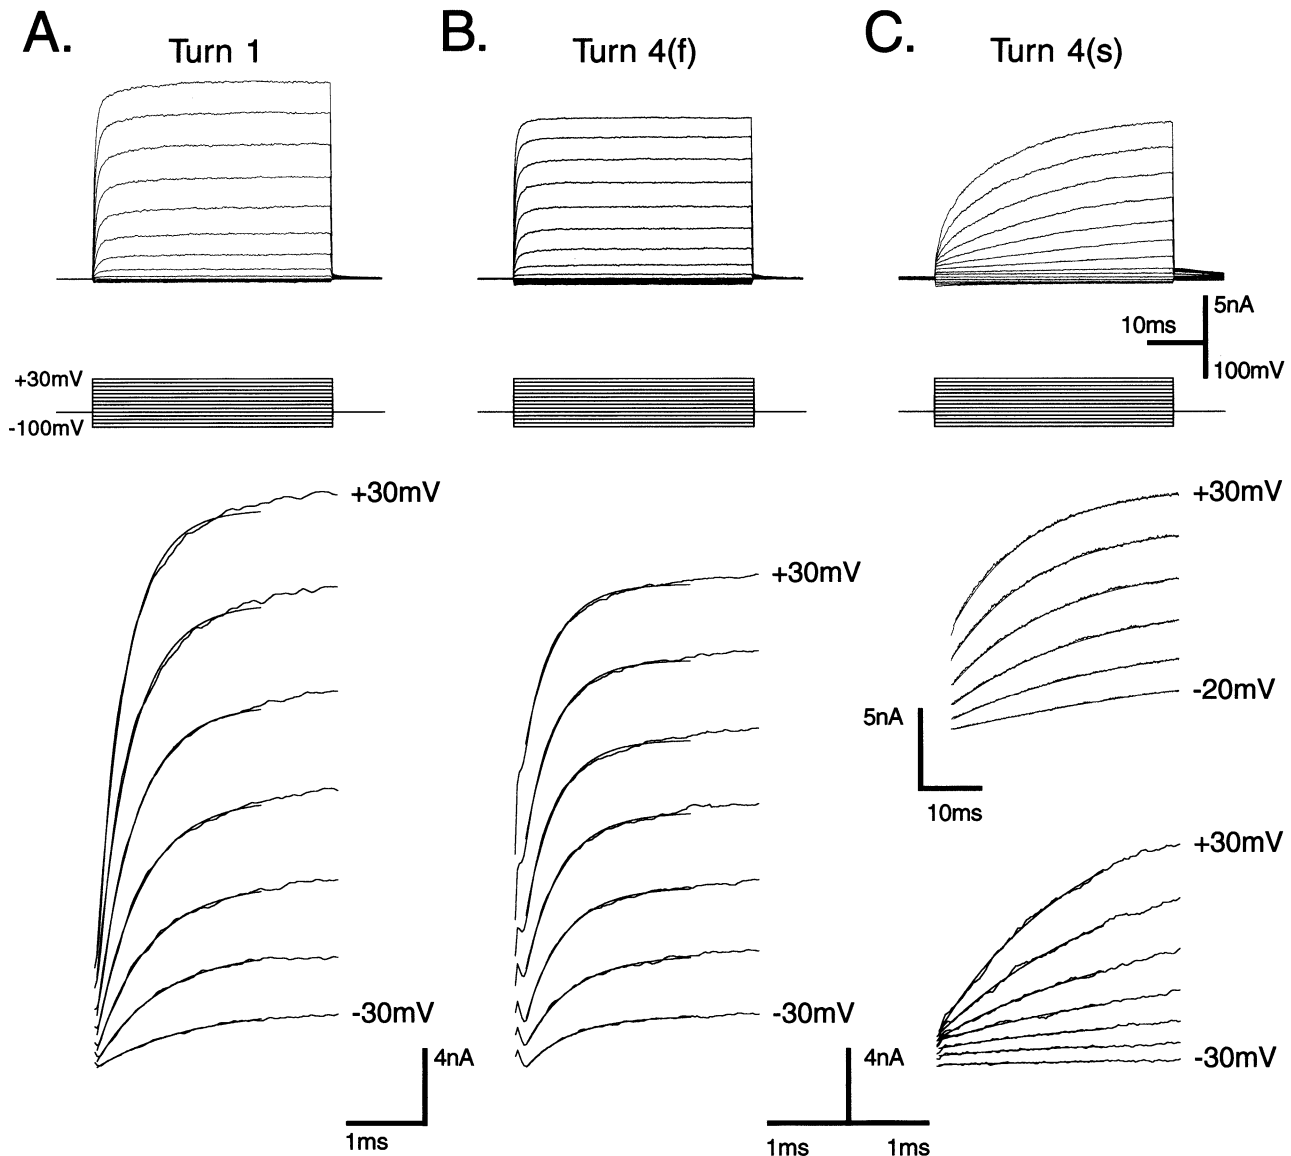 A. B. C.
Turn 1 Turn 4(f) Turn 4(s)
5nA
10ms
100mV
+30mV
-100mV
+30mV
+30mV
+30mV
-20mV
5nA
10ms
+30mV
-30mV
-30mV
-30mV
4nA
4nA
1ms
1ms
1ms